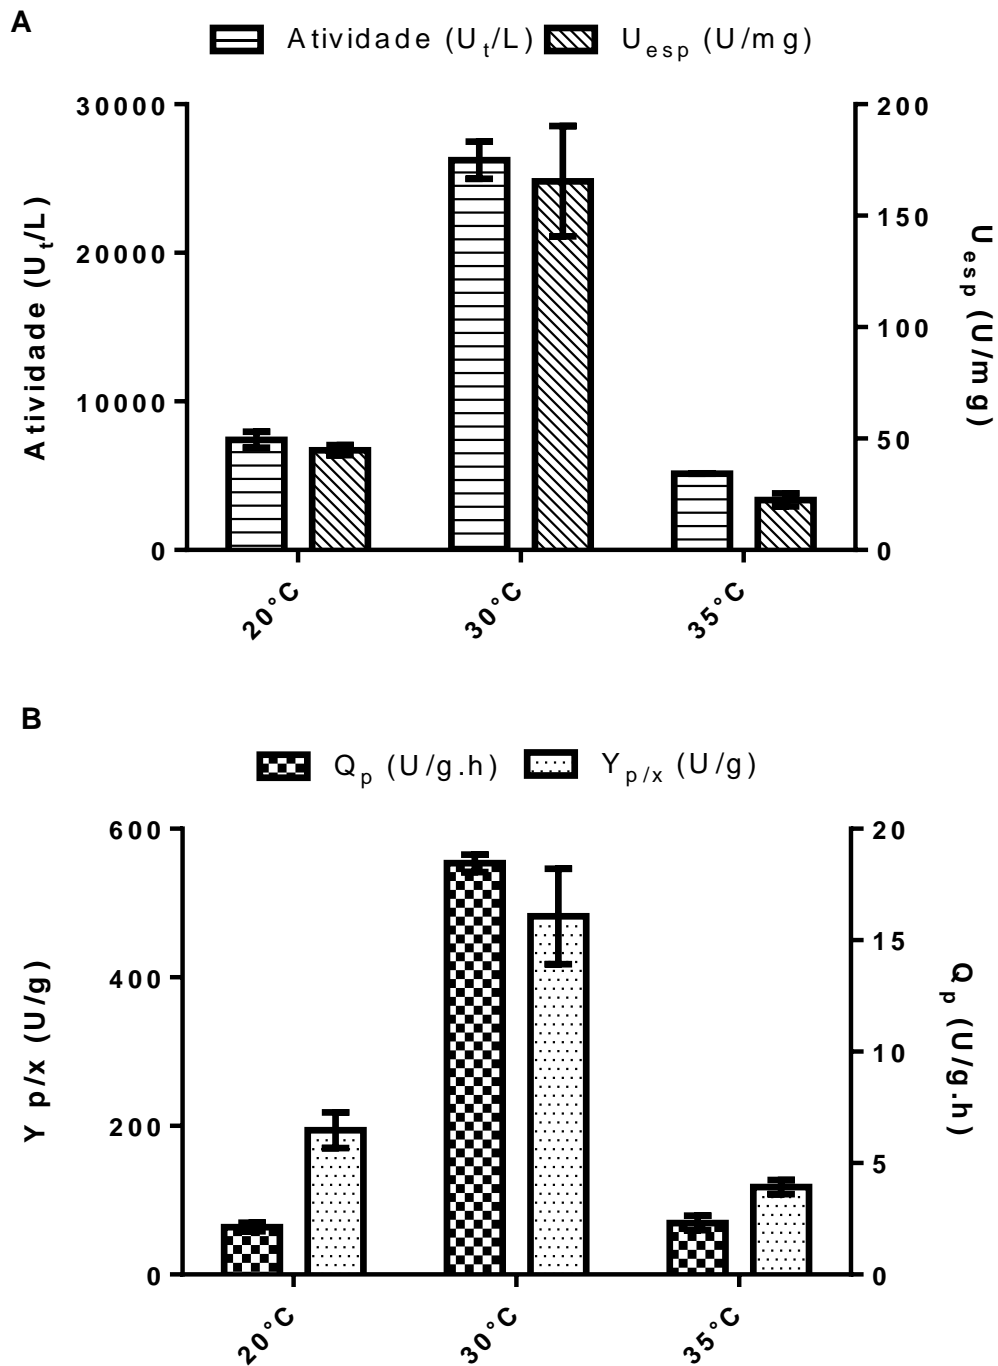 A
Atividade (Ut/L) Uesp (U/mg)
30000
20000
10000
0
Atividade (Ut/L)
200
150
100
50
0
Uesp (U/mg)
20°C 30°C 35°C
B
Qp (U/g.h) Yp/x (U/g)
600
400
200
0
Y p/x (U/g)
20
15
10
5
0
Qp (U/g.h)
20°C 30°C 35°C